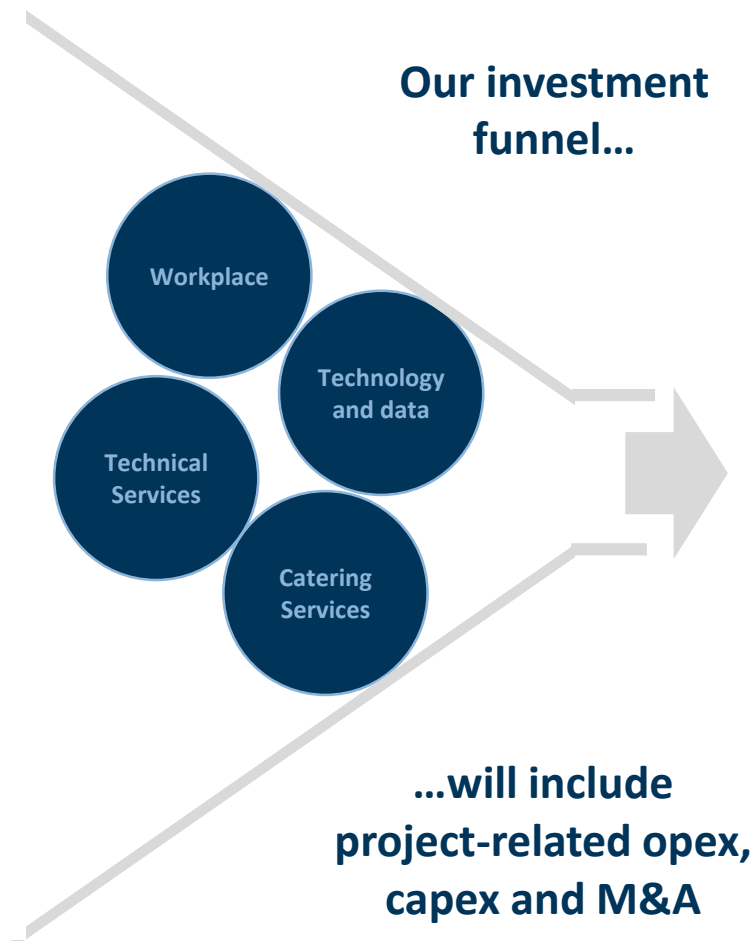 Our investment
funnel…
Workplace
Technology
and data
Technical
Services
Catering
Services
…will include
project-related opex,
capex and M&A